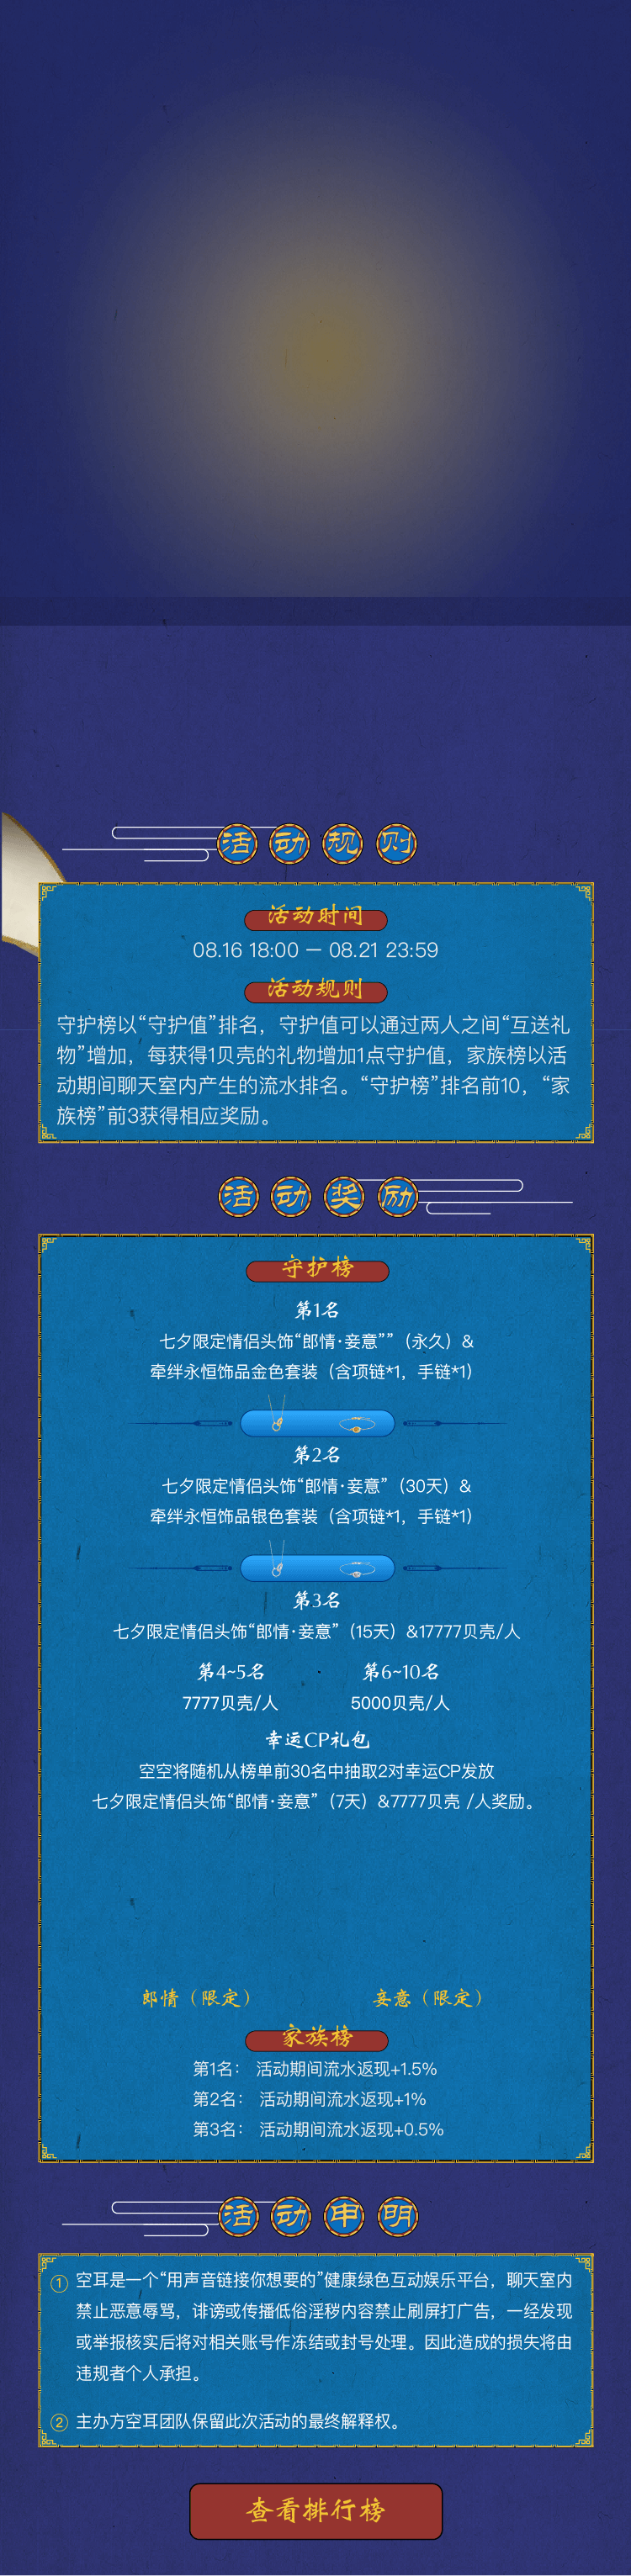 活动规则
活动时间
08.16 18:00 — 08.21 23:59
活动规则
守护榜以“守护值”排名，守护值可以通过两人之间“互送礼
物”增加，每获得1贝壳的礼物增加1点守护值，家族榜以活
动期间聊天室内产生的流水排名。“守护榜”排名前10，“家
族榜”前3获得相应奖励。
活动奖励
守护榜
第1名
七夕限定情侣头饰“郎情·妾意””（永久）&
牵绊永恒饰品金色套装（含项链*1，手链*1）
第2名
七夕限定情侣头饰“郎情·妾意”（30天）&
牵绊永恒饰品银色套装（含项链*1，手链*1）
第3名
七夕限定情侣头饰“郎情·妾意”（15天）&17777贝壳/人
第4~5名 第6~10名
7777贝壳/人 5000贝壳/人
幸运CP礼包
空空将随机从榜单前30名中抽取2对幸运CP发放
七夕限定情侣头饰“郎情·妾意”（7天）&7777贝壳 /人奖励。
郎情（限定） 妾意（限定）
家族榜
第1名： 活动期间流水返现+1.5%
第2名： 活动期间流水返现+1%
第3名： 活动期间流水返现+0.5%
活动申明
① 空耳是一个“用声音链接你想要的”健康绿色互动娱乐平台，聊天室内
禁止恶意辱骂，诽谤或传播低俗淫秽内容禁止刷屏打广告，一经发现
或举报核实后将对相关账号作冻结或封号处理。因此造成的损失将由
违规者个人承担。
② 主办方空耳团队保留此次活动的最终解释权。
查看排行榜